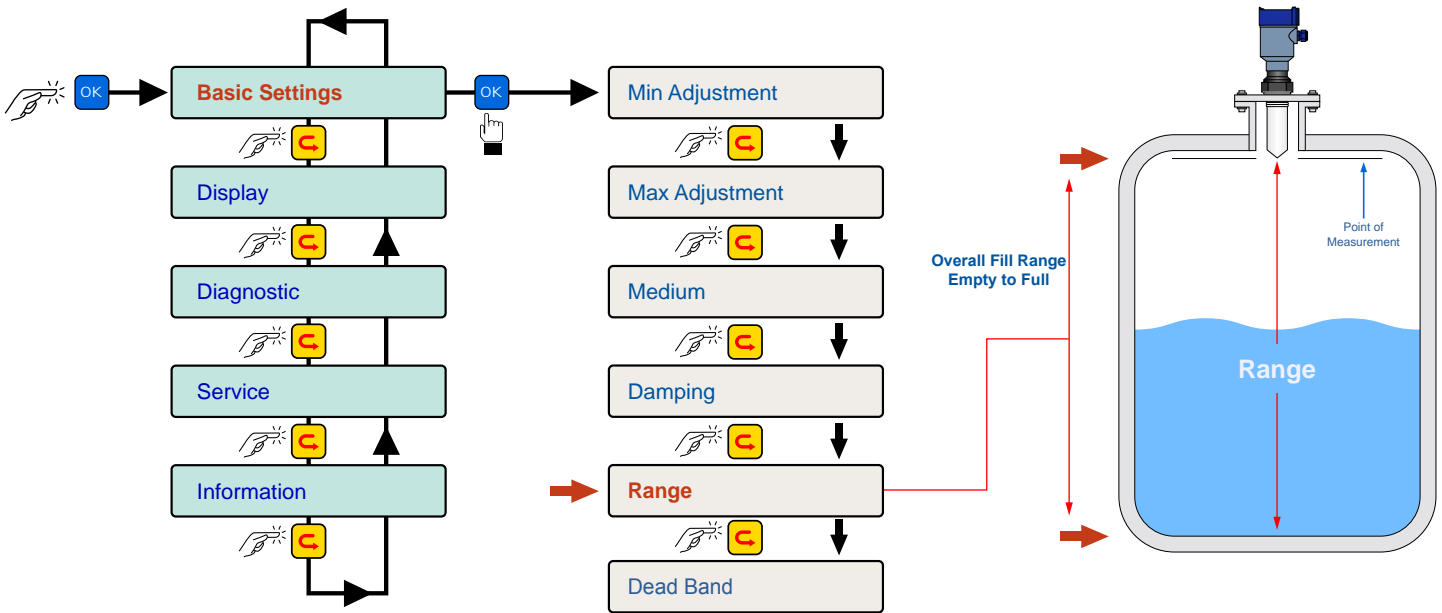 OK
Basic Settings
OK
Display
Diagnostic
Service
Information
Min Adjustment
Max Adjustment
Medium
Damping
Range
Dead Band
Overall Fill Range
Empty to Full
Point of
Measurement
Range